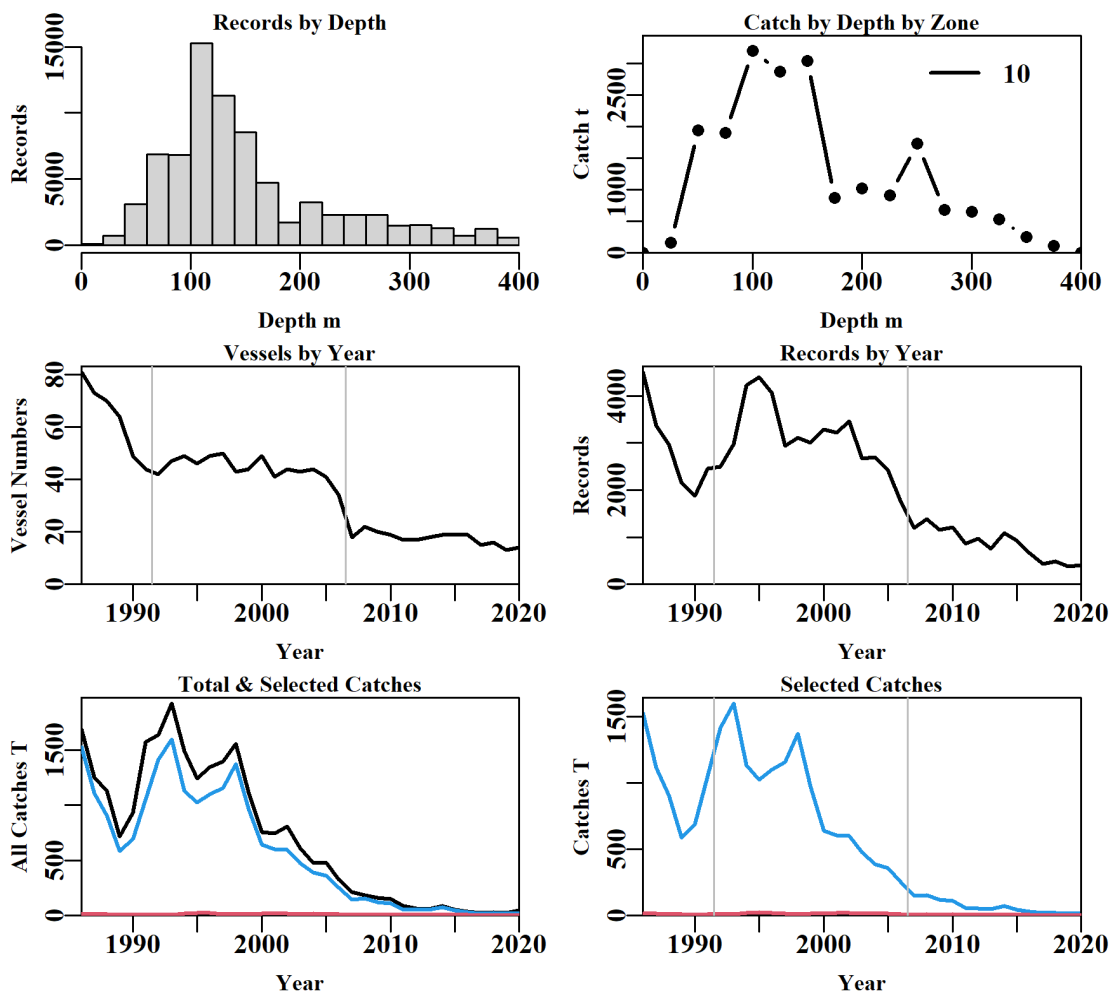 Records by Depth
Records
0 5000 15000
0 100 200 300 400
Depth m
Catch by Depth by Zone
Catch t
0 1000 2500
10
0 100 200 300 400
Depth m
Vessels by Year
Vessel Numbers
0 20 40 60 80
1990 2000 2010 2020
Year
Records by Year
Records
0 2000 4000
1990 2000 2010 2020
Year
Total & Selected Catches
All Catches T
0 500 1500
1990 2000 2010 2020
Year
Selected Catches
Catches T
0 500 1500
1990 2000 2010 2020
Year